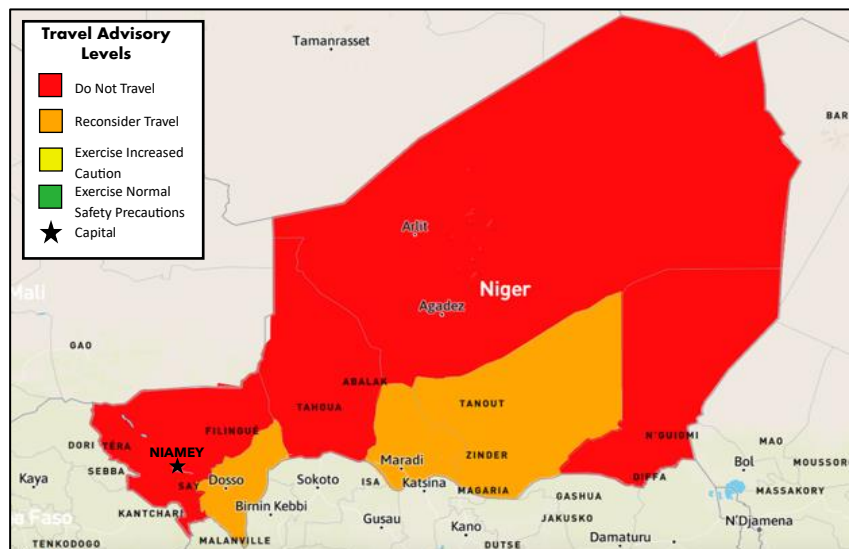 Travel Advisory
Levels
Do Not Travel
Reconsider Travel
Exercise Increased
Caution
Exercise Normal
Safety Precautions
Capital
Tamanrasset
BAR
Arlit
Mali
Niger
Agadez
GAO
ABALAK
TAHOUA
TANOUT
FILINGUÉ
N'GUIGMI
DORI
TÉRA
NIAMEY
MAO
SEBBA
ZINDER
Maradi
Bol
MOUSSORO
Kaya
SAY
Dosso
Sokoto
ISA
Katsina
MAGARIA
DIFFA
MASSAKORY
GASHUA
KANTCHARI
Birnin Kebbi
a Faso
Gusau
Kano
JAKUSKO
N'Djamena
TENKODOGO
MALANVILLE
DUTSE
Damaturu